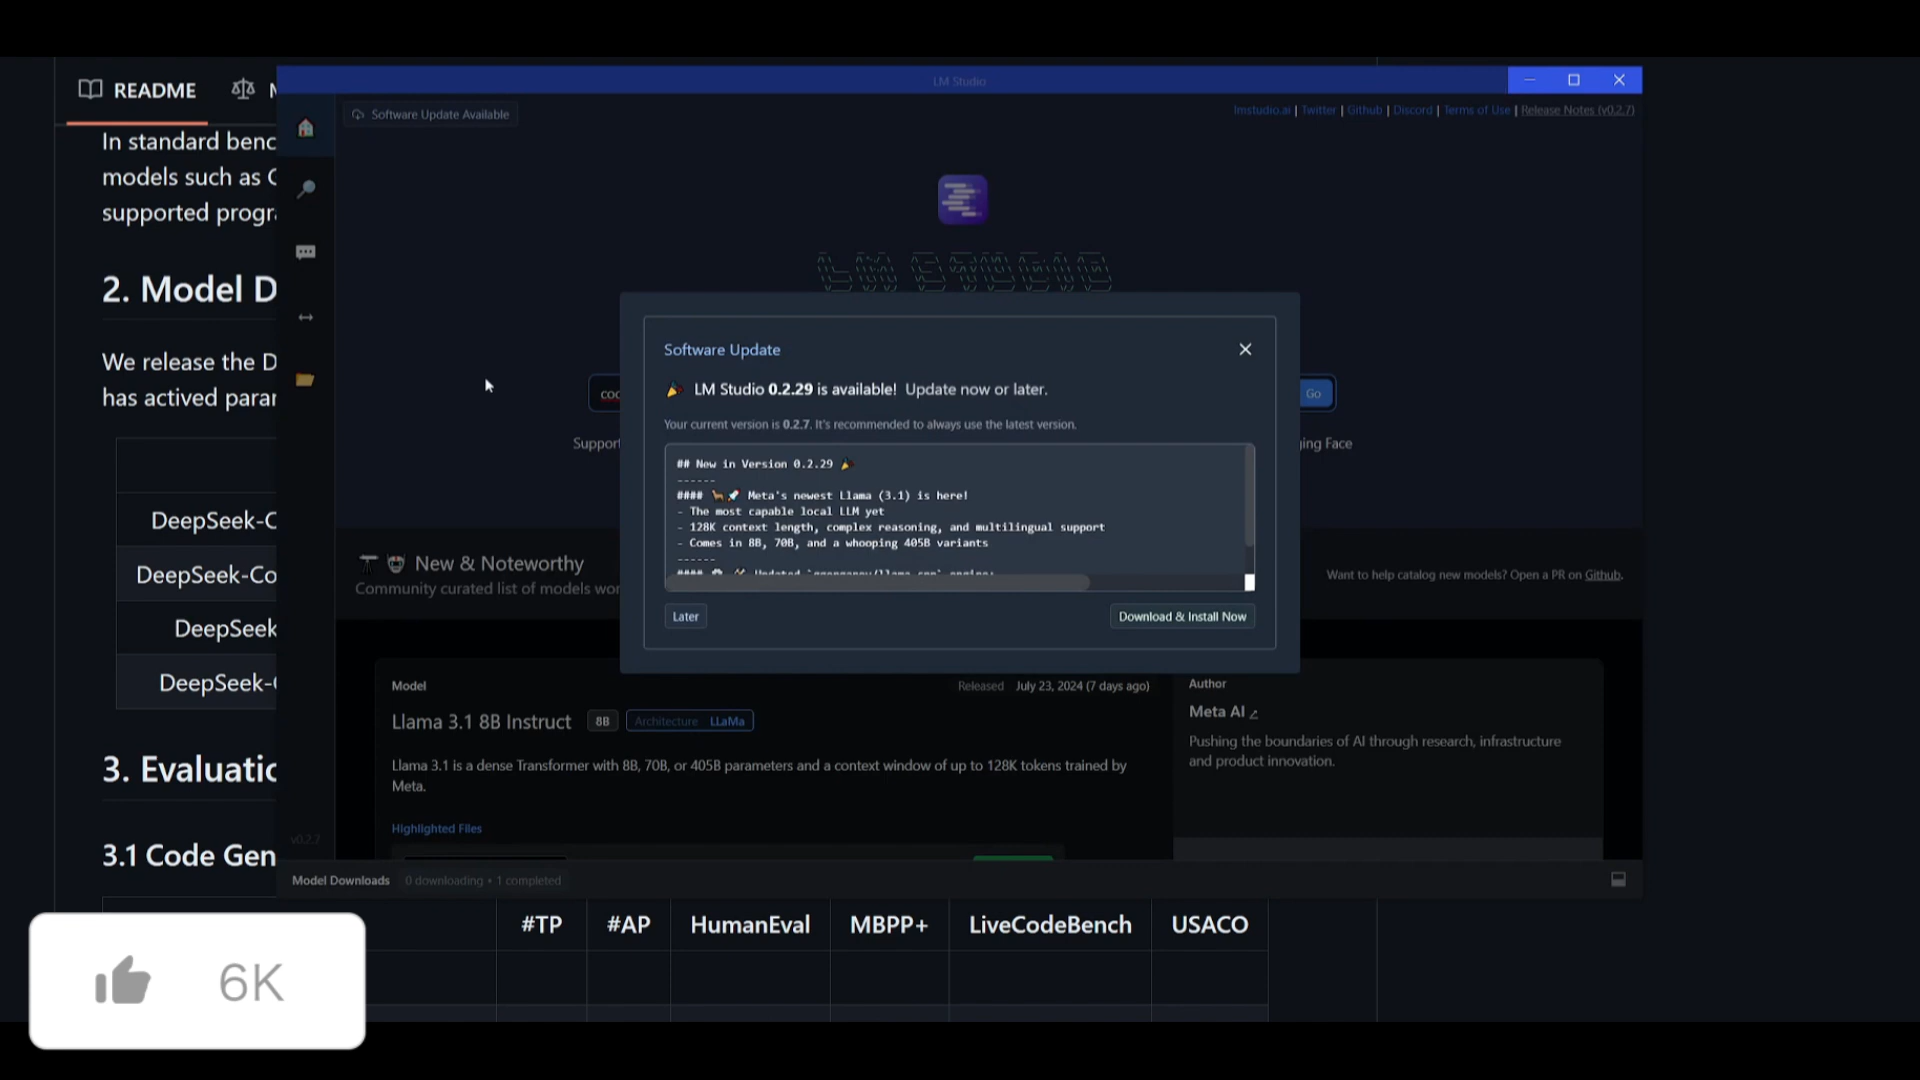 README
LM Studio
Software Update Available
lmstudio.ai | Twitter | Github | Discord | Terms of Use | Release Notes (v0.2.7)
In standard benc
models such as
supported progra
LM STUDIO
2. Model D
We release the D
has actived parar
Go
Support
ging Face
Software Update
LM Studio 0.2.29 is available! Update now or later.
Your current version is 0.2.7. It's recommended to always use the latest version.
## New in Version 0.2.29
------
#### Meta's newest Llama (3.1) is here!
- The most capable local LLM yet
- 128K context length, complex reasoning, and multilingual support
- Comes in 8B, 70B, and a whooping 405B variants
------
Later
Download & Install Now
DeepSeek-C
DeepSeek-Co
DeepSeek
DeepSeek-
New & Noteworthy
Community curated list of models wor
Want to help catalog new models? Open a PR on Github.
Model
Released July 23, 2024 (7 days ago)
Llama 3.1 8B Instruct
8B
Architecture LLaMa
Llama 3.1 is a dense Transformer with 8B, 70B, or 405B parameters and a context window of up to 128K tokens trained by
Meta.
Highlighted Files
Author
Meta AI
Pushing the boundaries of AI through research, infrastructure
and product innovation.
3. Evaluatio
v0.2.7
3.1 Code Gen
Model Downloads 0 downloading • 1 completed
#TP #AP HumanEval MBPP+ LiveCodeBench USACO
6K